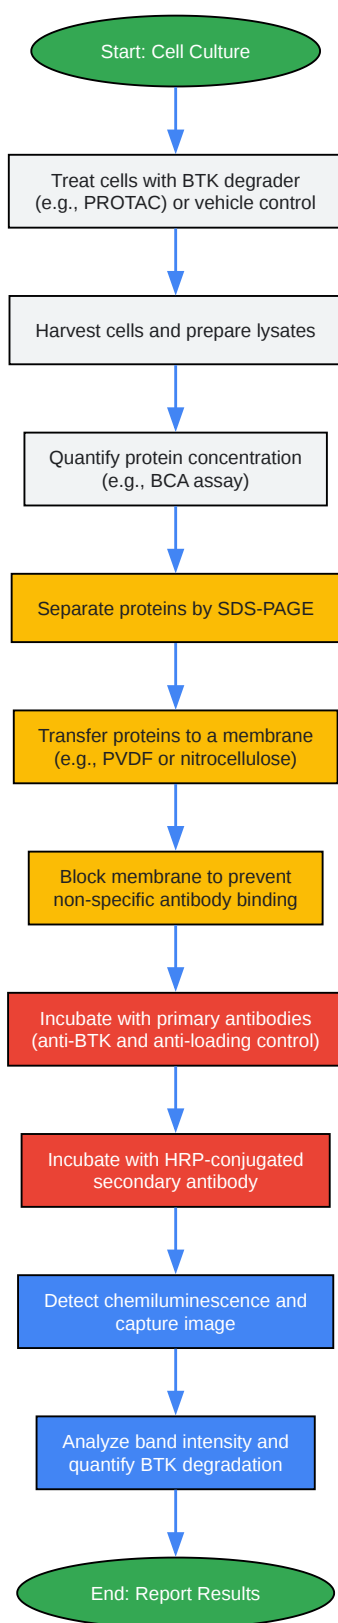 Start: Cell Culture
Treat cells with BTK degrader
(e.g., PROTAC) or vehicle control
Harvest cells and prepare lysates
Quantify protein concentration
(e.g., BCA assay)
Separate proteins by SDS-PAGE
Transfer proteins to a membrane
(e.g., PVDF or nitrocellulose)
Block membrane to prevent
non-specific antibody binding
Incubate with primary antibodies
(anti-BTK and anti-loading control)
Incubate with HRP-conjugated
secondary antibody
Detect chemiluminescence and
capture image
Analyze band intensity and
quantify BTK degradation
End: Report Results